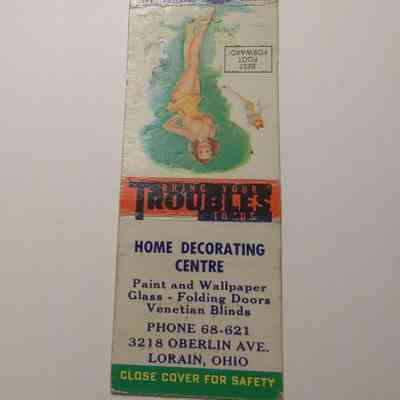 BEST
FOOT
FORWARD
BRING YOUR
TROUBLES
TO US
HOME DECORATING
CENTRE
Paint and Wallpaper
Glass - Folding Doors
Venetian Blinds
PHONE 68-621
3218 OBERLIN AVE.
LORAIN, OHIO
CLOSE COVER FOR SAFETY